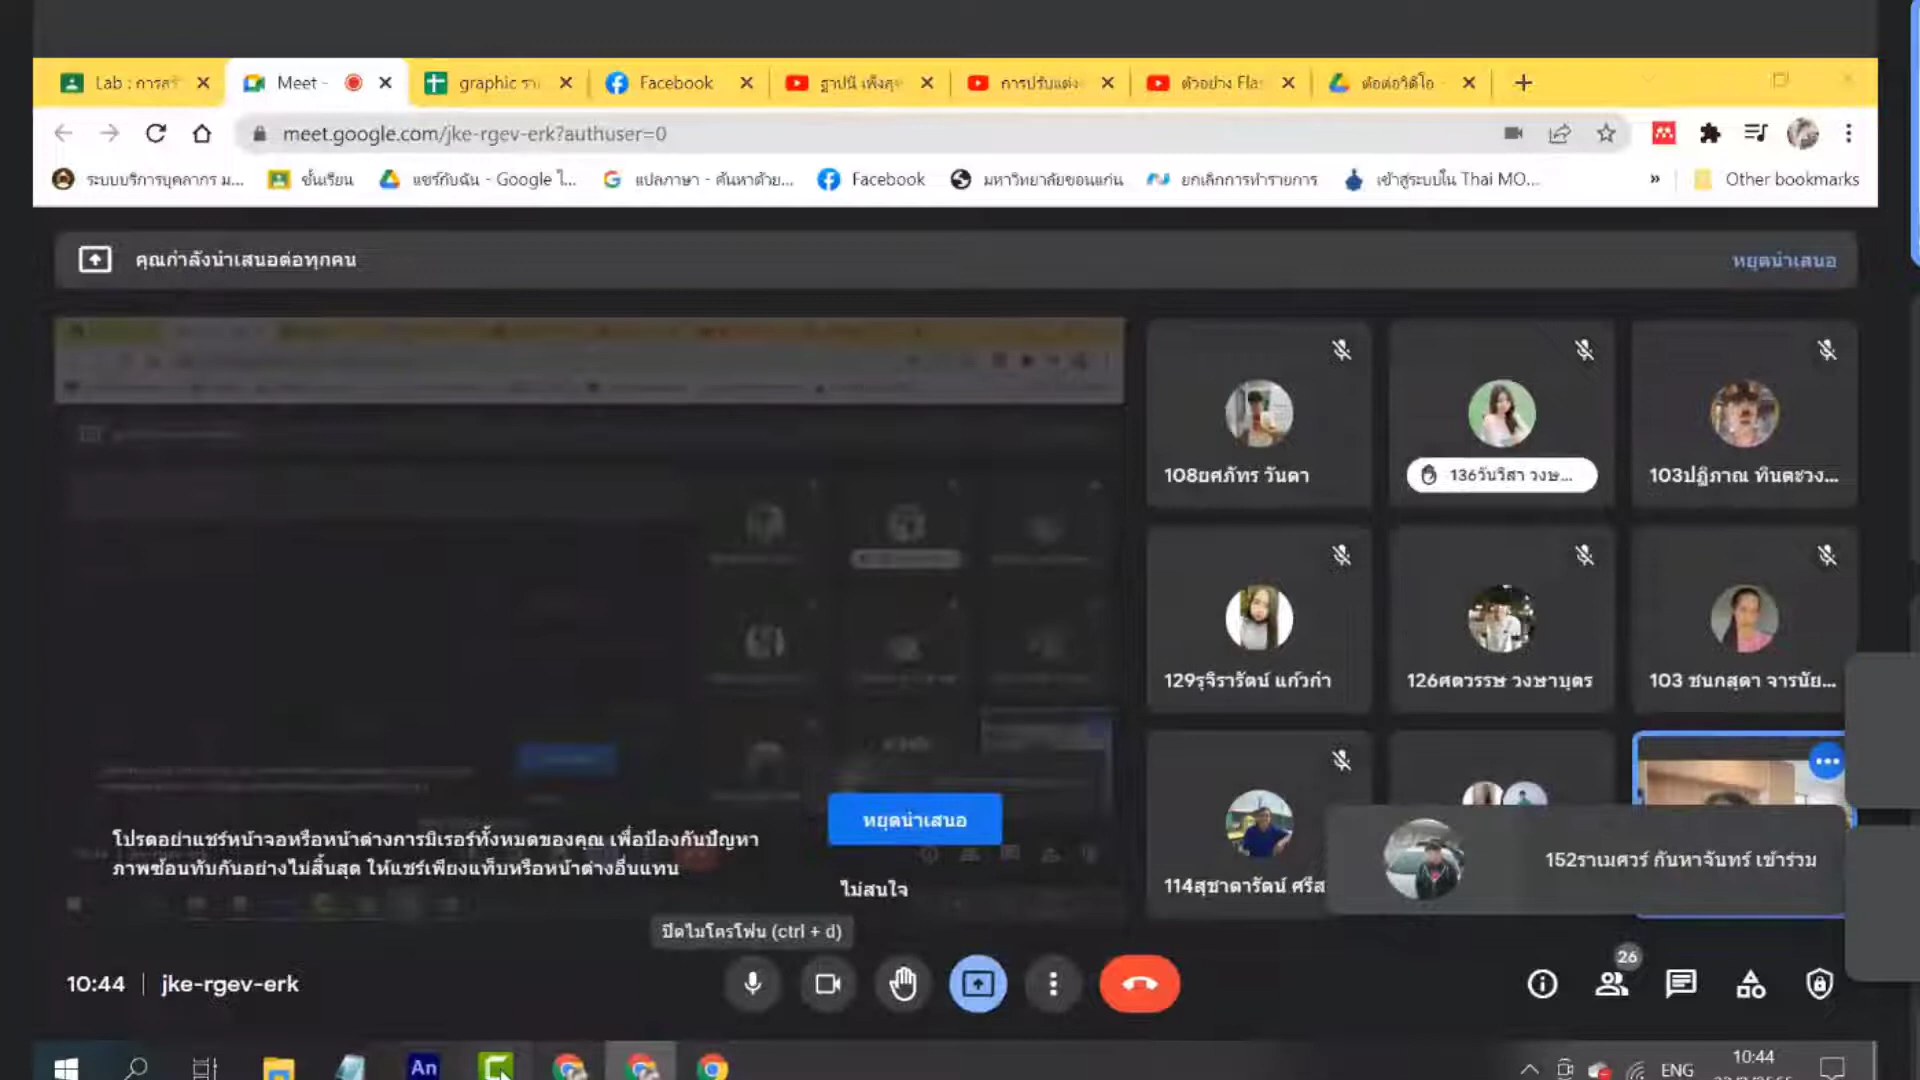 Lab : การสร้
Meet -
graphic รา
Facebook
ฐาปนี เพ็งสุข
การปรับแต่ง
ตัวอย่าง Fla
ตัดต่อวิดีโอ
meet.google.com/jke-rgev-erk?authuser=0
ระบบบริการบุคลากร ม...
ชั้นเรียน
แชร์กับฉัน - Google ไ...
แปลภาษา - ค้นหาด้วย...
Facebook
มหาวิทยาลัยขอนแก่น
ยกเลิกการทำรายการ
เข้าสู่ระบบใน Thai MO...
»
Other bookmarks
คุณกำลังนำเสนอต่อทุกคน
หยุดนำเสนอ
108ยศภัทร วันดา
136วันวิสา วงษ...
103ปฏิภาณ ทินตะวง...
129รุจิรารัตน์ แก้วก่า
126ศตวรรษ วงษาบุตร
103 ชนกสุดา จารนัย...
โปรดอย่าแชร์หน้าจอหรือหน้าต่างการมิเรอร์ทั้งหมดของคุณ เพื่อป้องกันปัญหา
ภาพซ้อนทับกันอย่างไม่สิ้นสุด ให้แชร์เพียงแท็บหรือหน้าต่างอื่นแทน
หยุดนำเสนอ
ไม่สนใจ
114สุชาดารัตน์ ศรีส
152ราเมศวร์ กันหาจันทร์ เข้าร่วม
ปิดไมโครโฟน (ctrl + d)
10:44
jke-rgev-erk
26
An
ENG
10:44